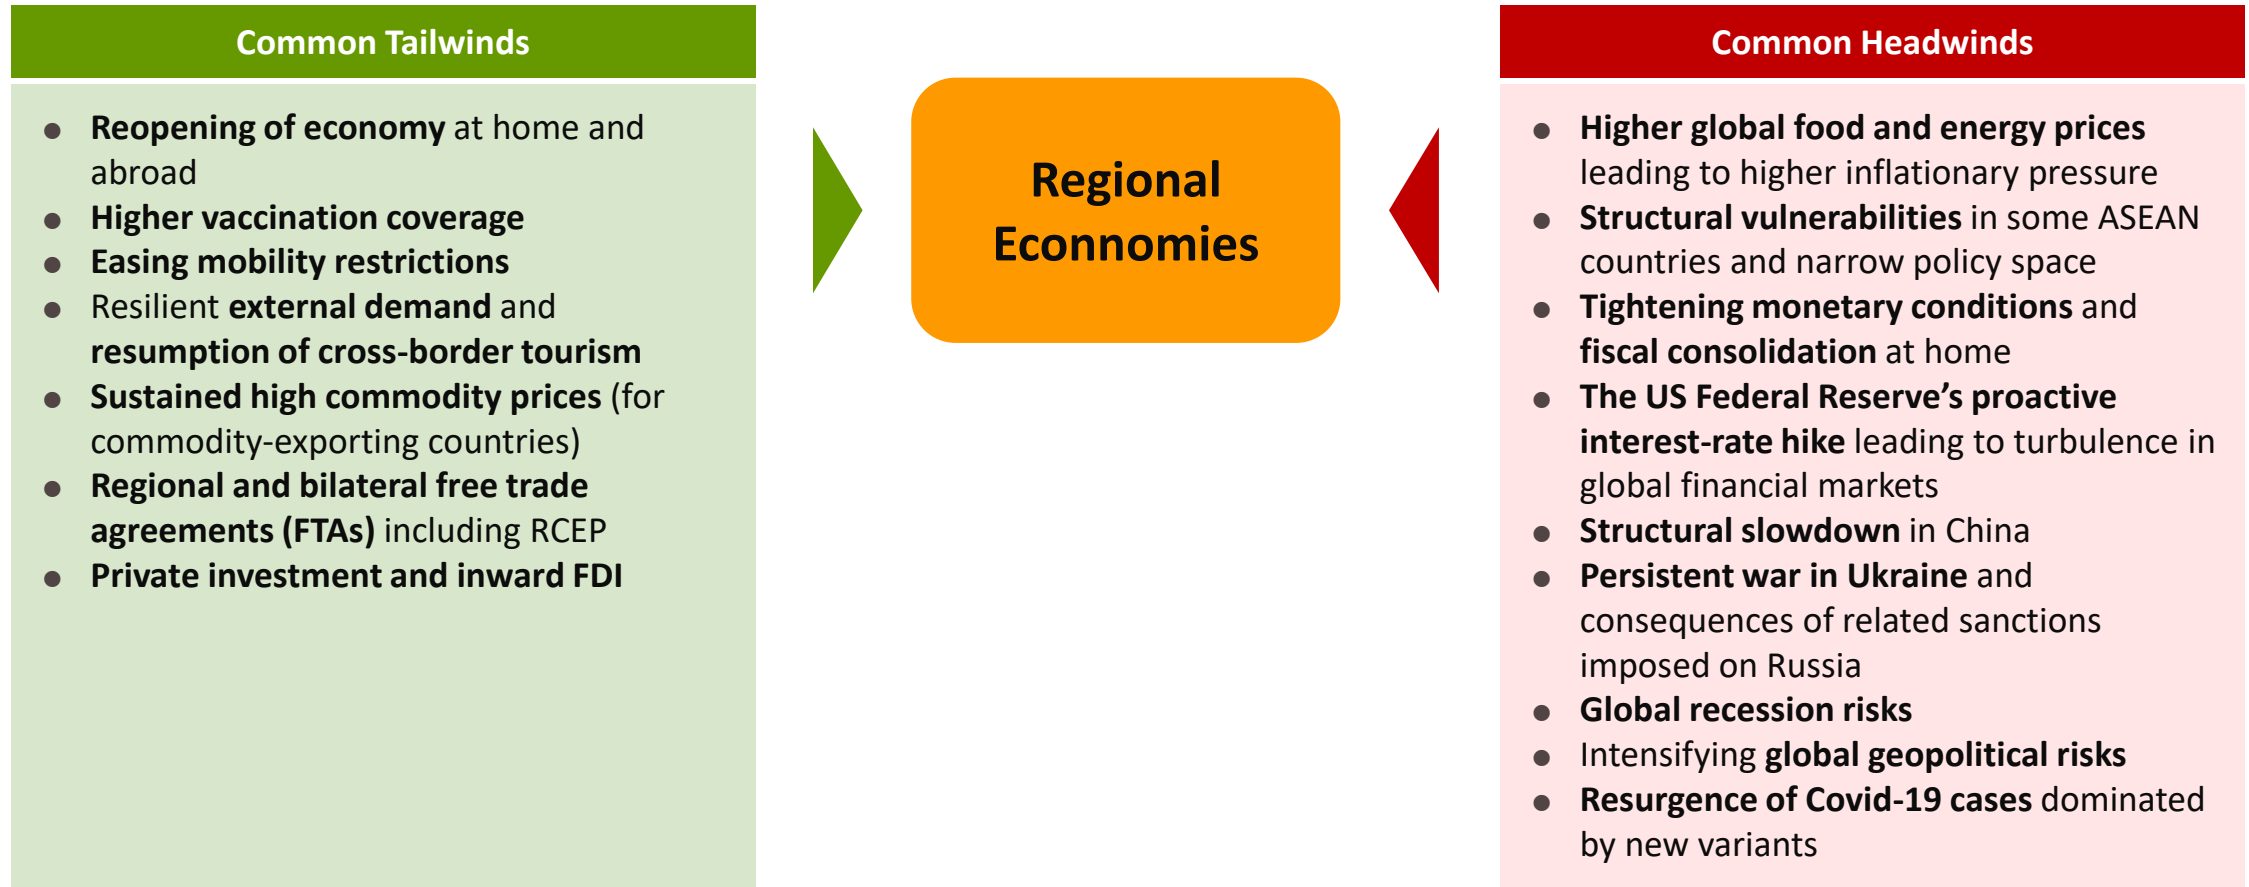 Common Tailwinds
● Reopening of economy at home and
abroad
● Higher vaccination coverage
● Easing mobility restrictions
● Resilient external demand and
resumption of cross-border tourism
● Sustained high commodity prices (for
commodity-exporting countries)
● Regional and bilateral free trade
agreements (FTAs) including RCEP
● Private investment and inward FDI
Regional
Econnomies
Common Headwinds
● Higher global food and energy prices
leading to higher inflationary pressure
● Structural vulnerabilities in some ASEAN
countries and narrow policy space
● Tightening monetary conditions and
fiscal consolidation at home
● The US Federal Reserve’s proactive
interest-rate hike leading to turbulence in
global financial markets
● Structural slowdown in China
● Persistent war in Ukraine and
consequences of related sanctions
imposed on Russia
● Global recession risks
● Intensifying global geopolitical risks
● Resurgence of Covid-19 cases dominated
by new variants